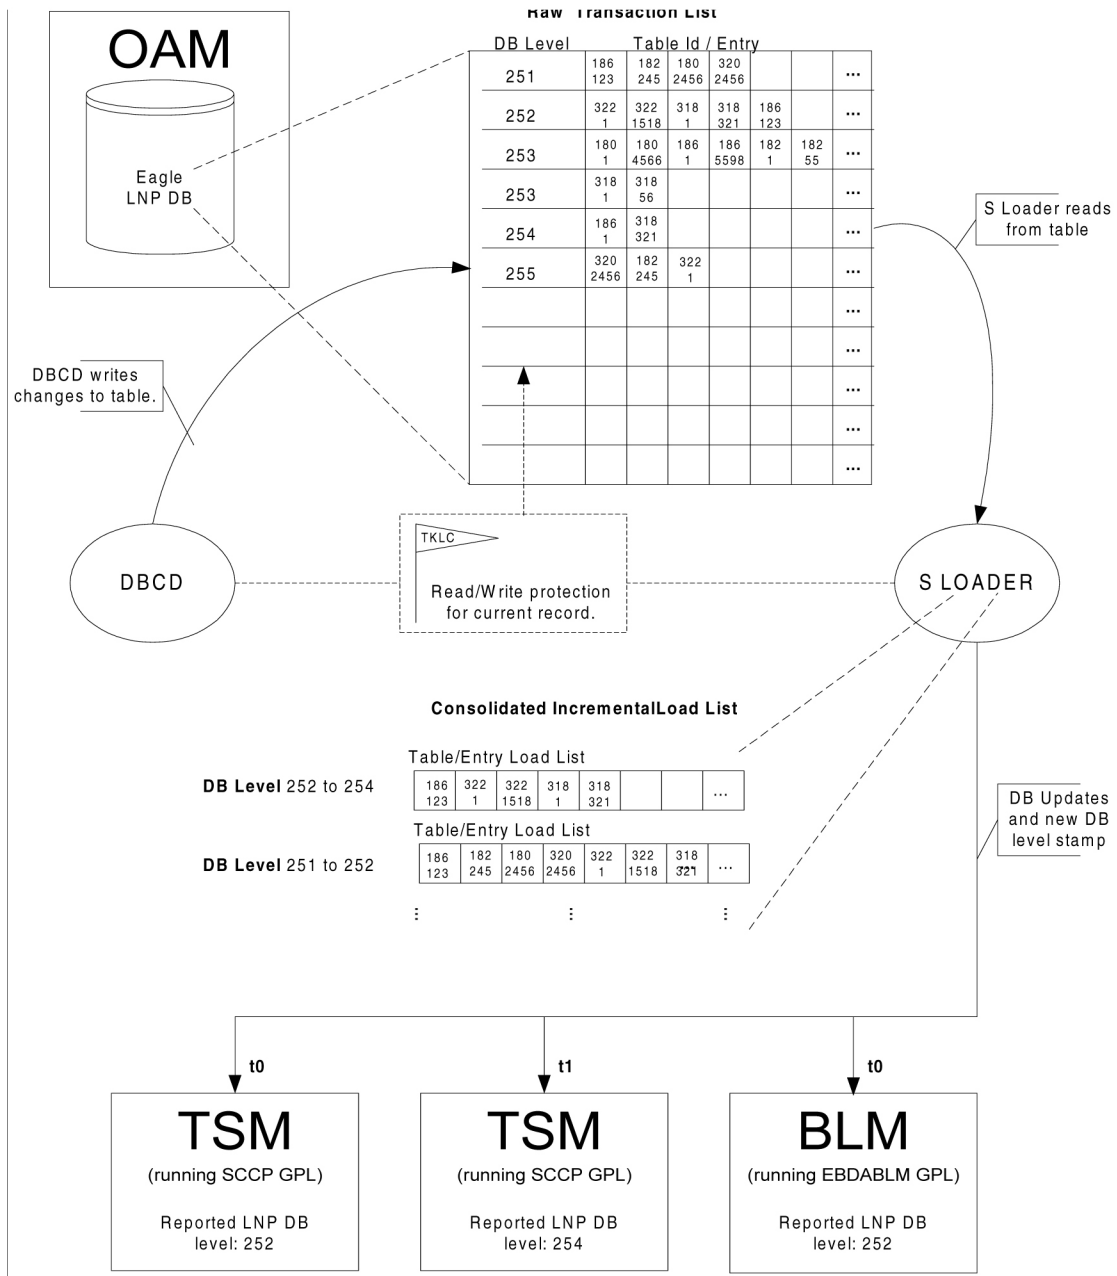 Raw Transaction List
OAM
DB Level Table Id / Entry
251 186 182 180 320 ...
123 245 2456 2456
252 322 322 318 318 186 ...
1 1518 1 321 123
253 180 180 186 186 182 182 ...
1 4566 1 5598 1 55
Eagle
LNP DB
253 318 318 ...
1 56
254 186 318 ...
1 321
255 320 182 322 ...
2456 245 1
...
...
...
...
...
S Loader reads
from table
DBCD writes
changes to table.
TKLC
Read/Write protection
for current record.
DBCD
S LOADER
Consolidated IncrementalLoad List
Table/Entry Load List
DB Level 252 to 254
186 322 322 318 318 ...
123 1 1518 1 321
Table/Entry Load List
DB Level 251 to 252
186 182 180 320 322 322 318 ...
123 245 2456 2456 1 1518 321
... ... ...
DB Updates
and new DB
level stamp
t0 t1 t0
TSM
(running SCCP GPL)
Reported LNP DB
level: 252
TSM
(running SCCP GPL)
Reported LNP DB
level: 254
BLM
(running EBDABLM GPL)
Reported LNP DB
level: 252